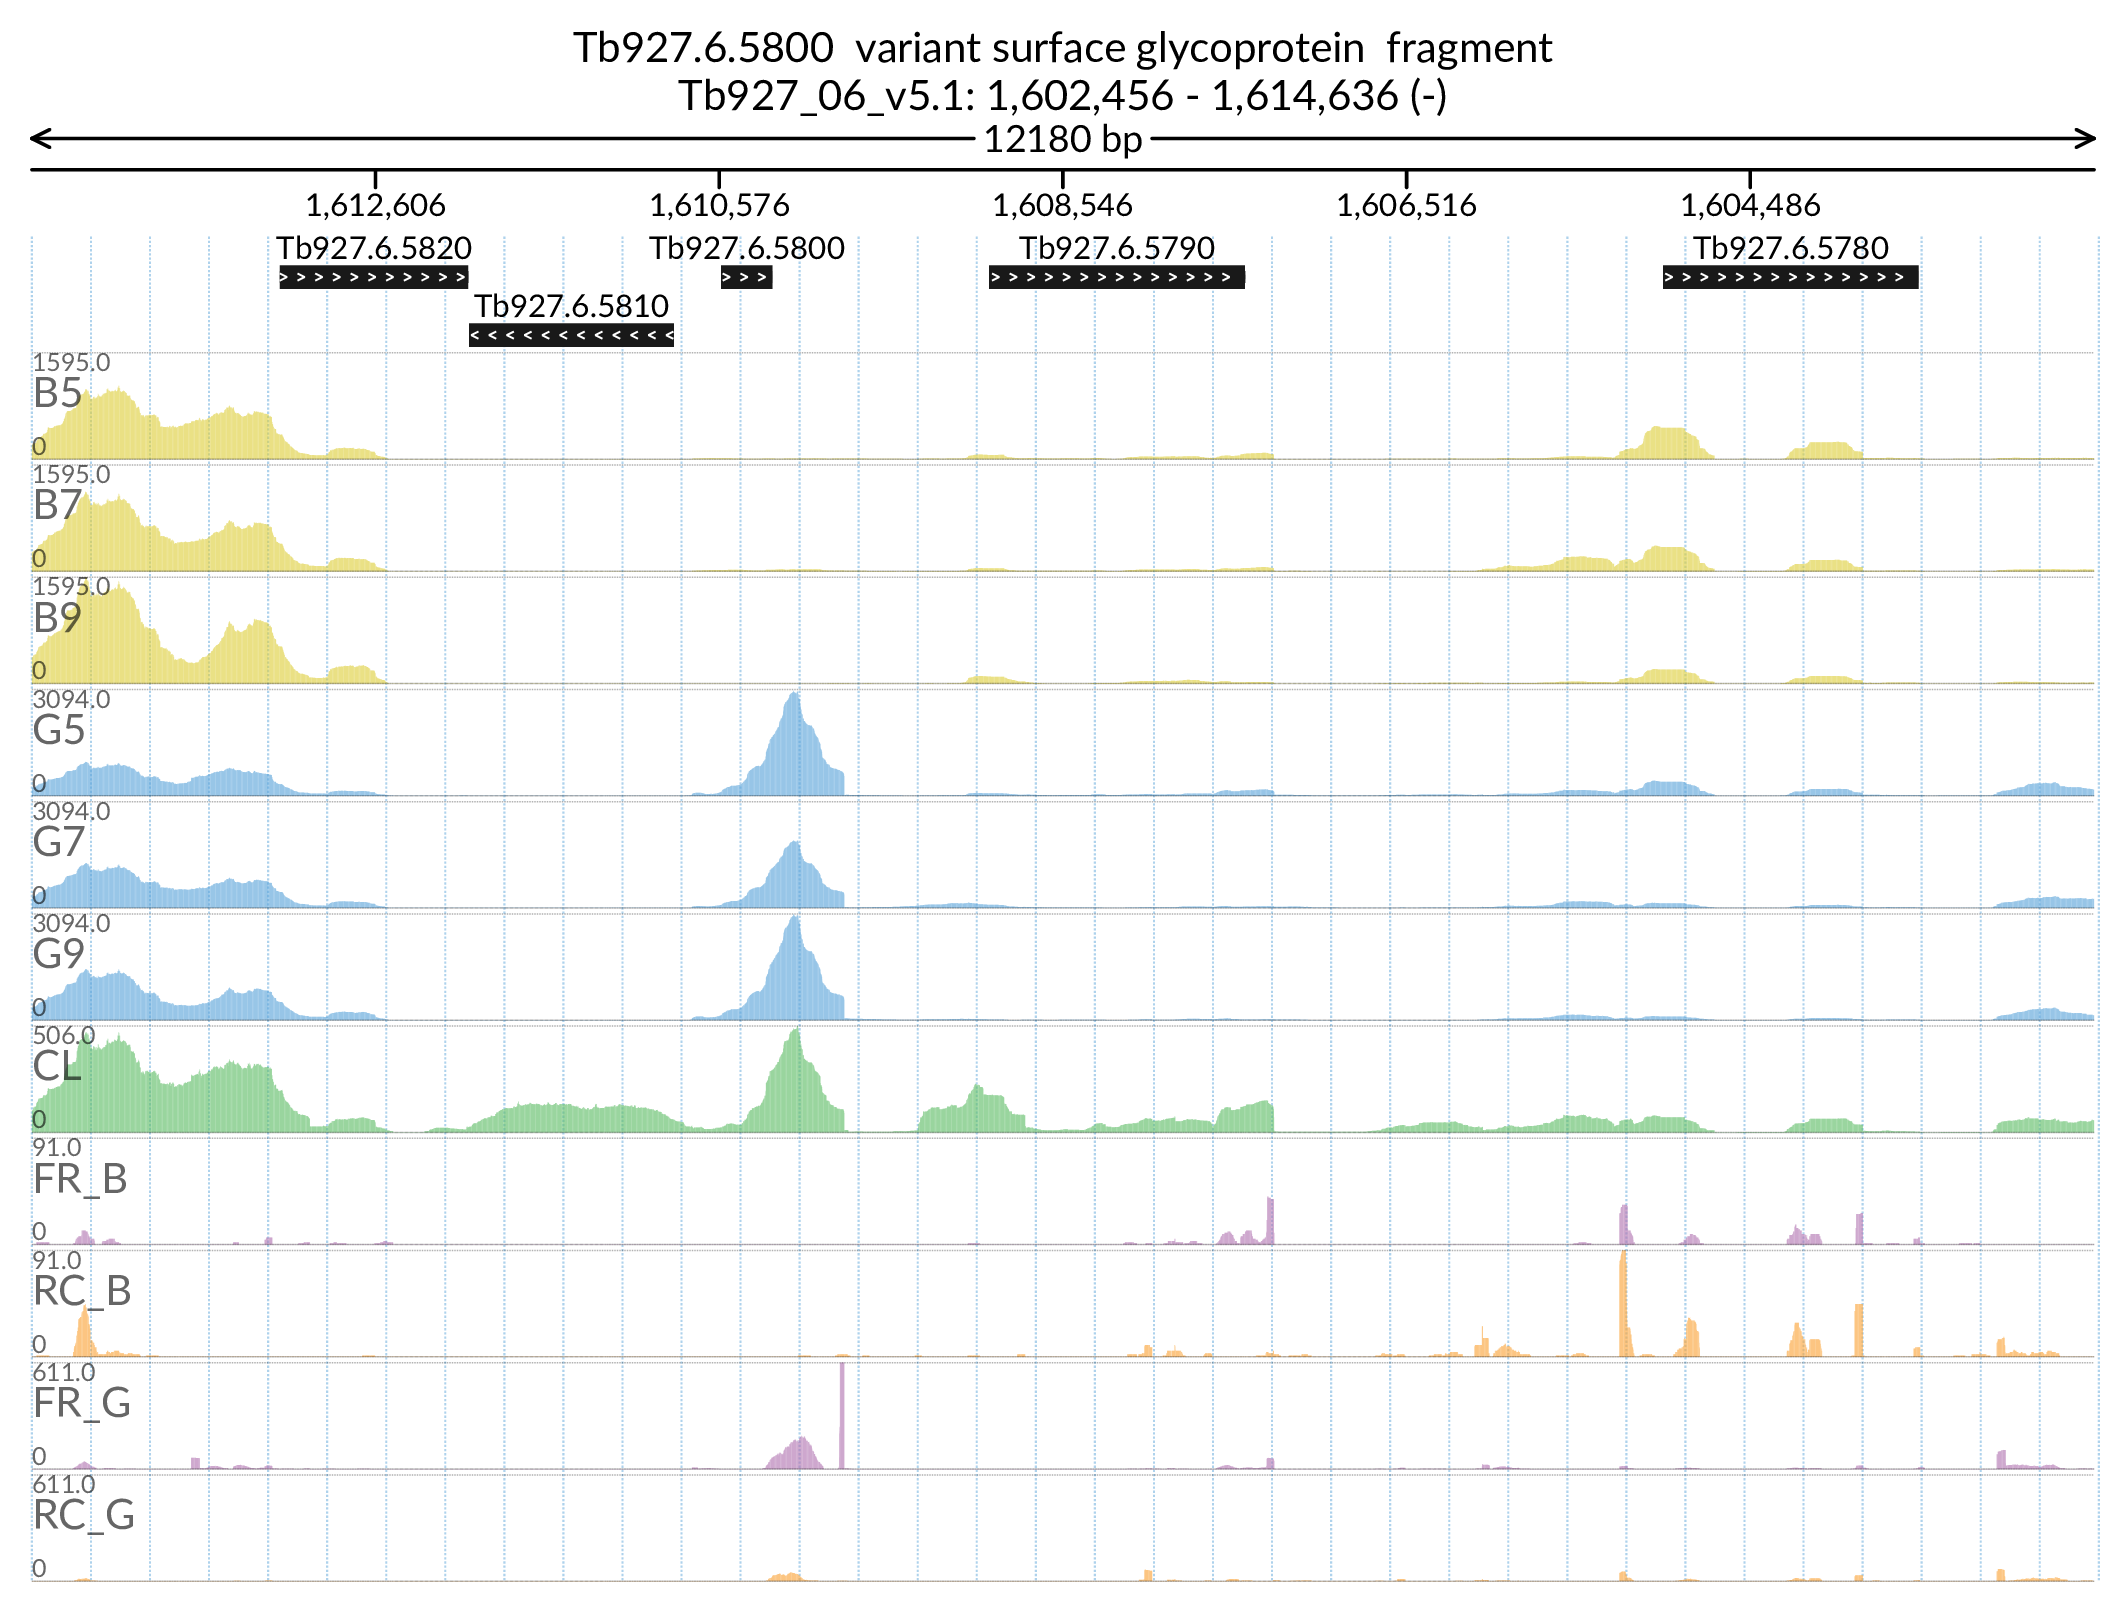 Tb927.6.5800  variant surface glycoprotein  fragment
Tb927_06_v5.1: 1,602,456 - 1,614,636 (-)
12180 bp
1,612,606 1,610,576 1,608,546 1,606,516 1,604,486
Tb927.6.5820 Tb927.6.5800 Tb927.6.5790 Tb927.6.5780
Tb927.6.5810
1595.0
B5
0
1595.0
B7
0
1595.0
B9
0
3094.0
G5
0
3094.0
G7
0
3094.0
G9
0
506.0
CL
0
91.0
FR_B
0
91.0
RC_B
0
611.0
FR_G
0
611.0
RC_G
0